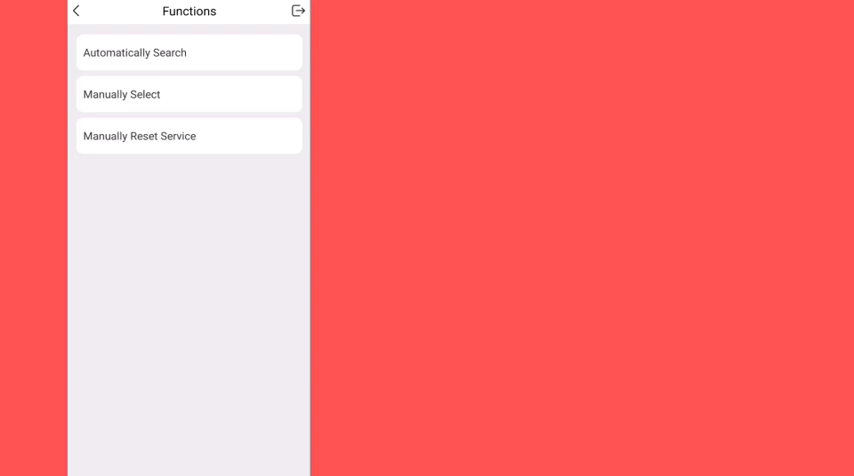 Functions
Automatically Search
Manually Select
Manually Reset Service